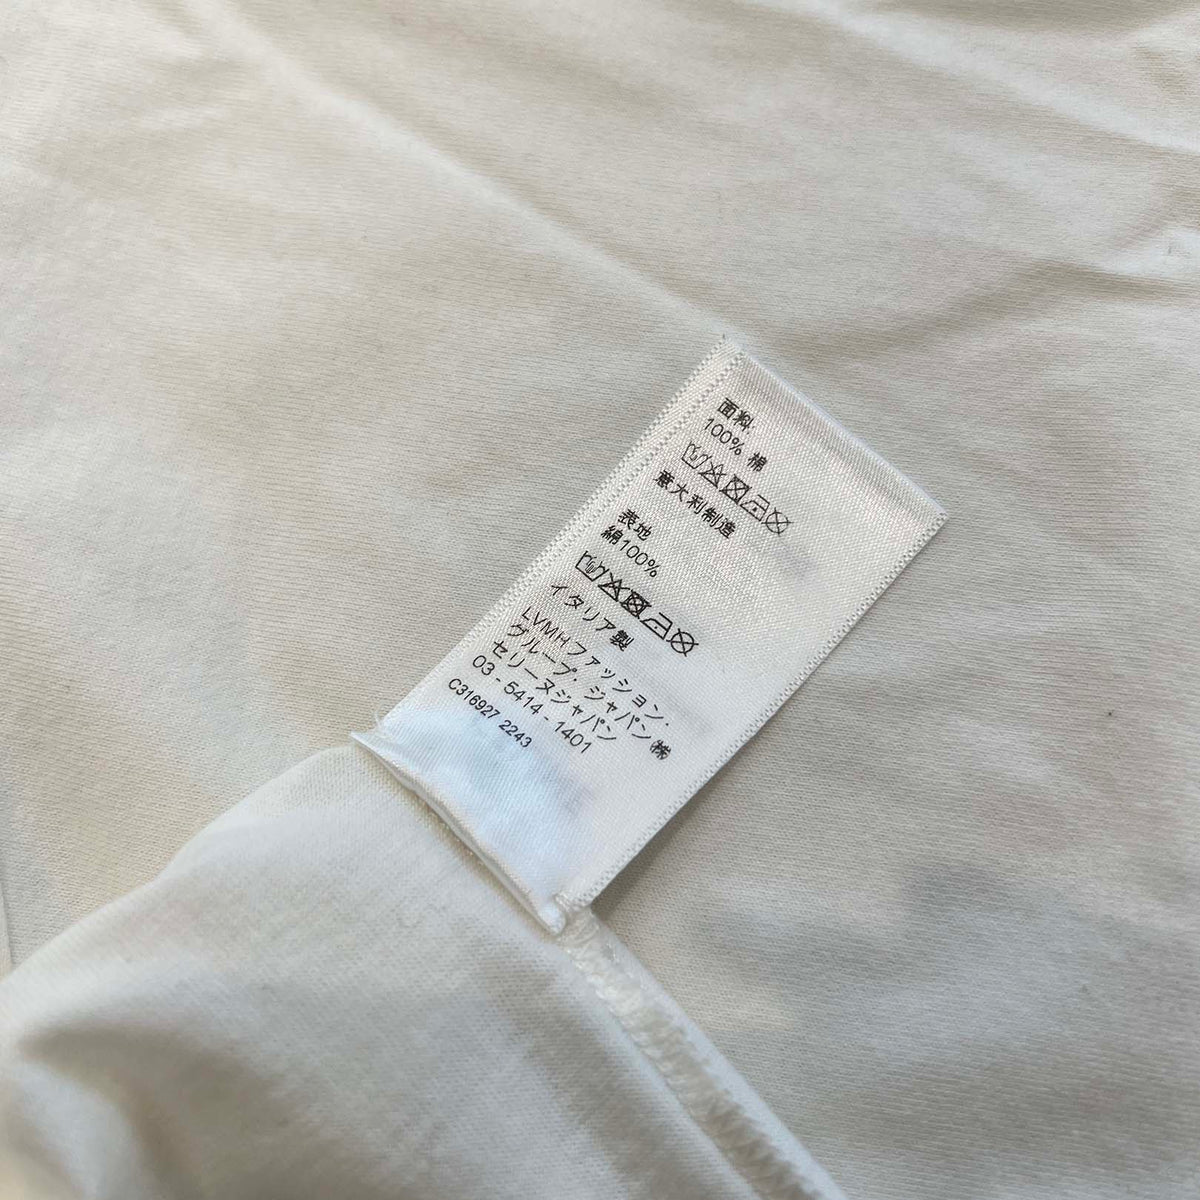 面料
100% 棉
意大利制造
表地
綿100%
イタリア製
LVMHファッション・
グループ・ジャパン㈱
セリーヌジャパン
03 - 5414 - 1401
C316927 2243